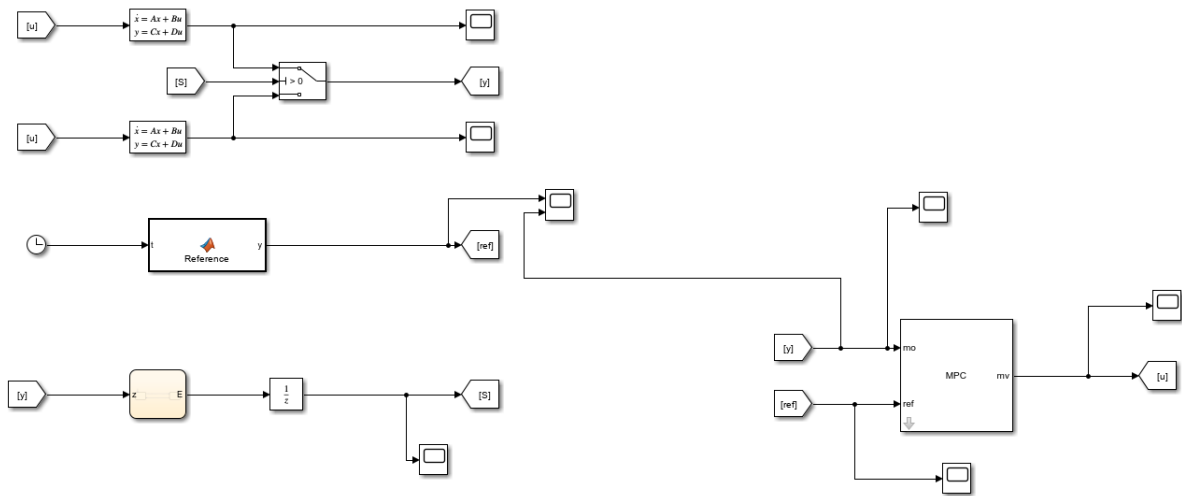 [u]
ẋ = Ax + Bu
y = Cx + Du
[S]
> 0
[y]
[u]
ẋ = Ax + Bu
y = Cx + Du
t
y
Reference
[ref]
[y]
mo
MPC
mv
[u]
[ref]
ref
[y]
z
E
1
z
[S]